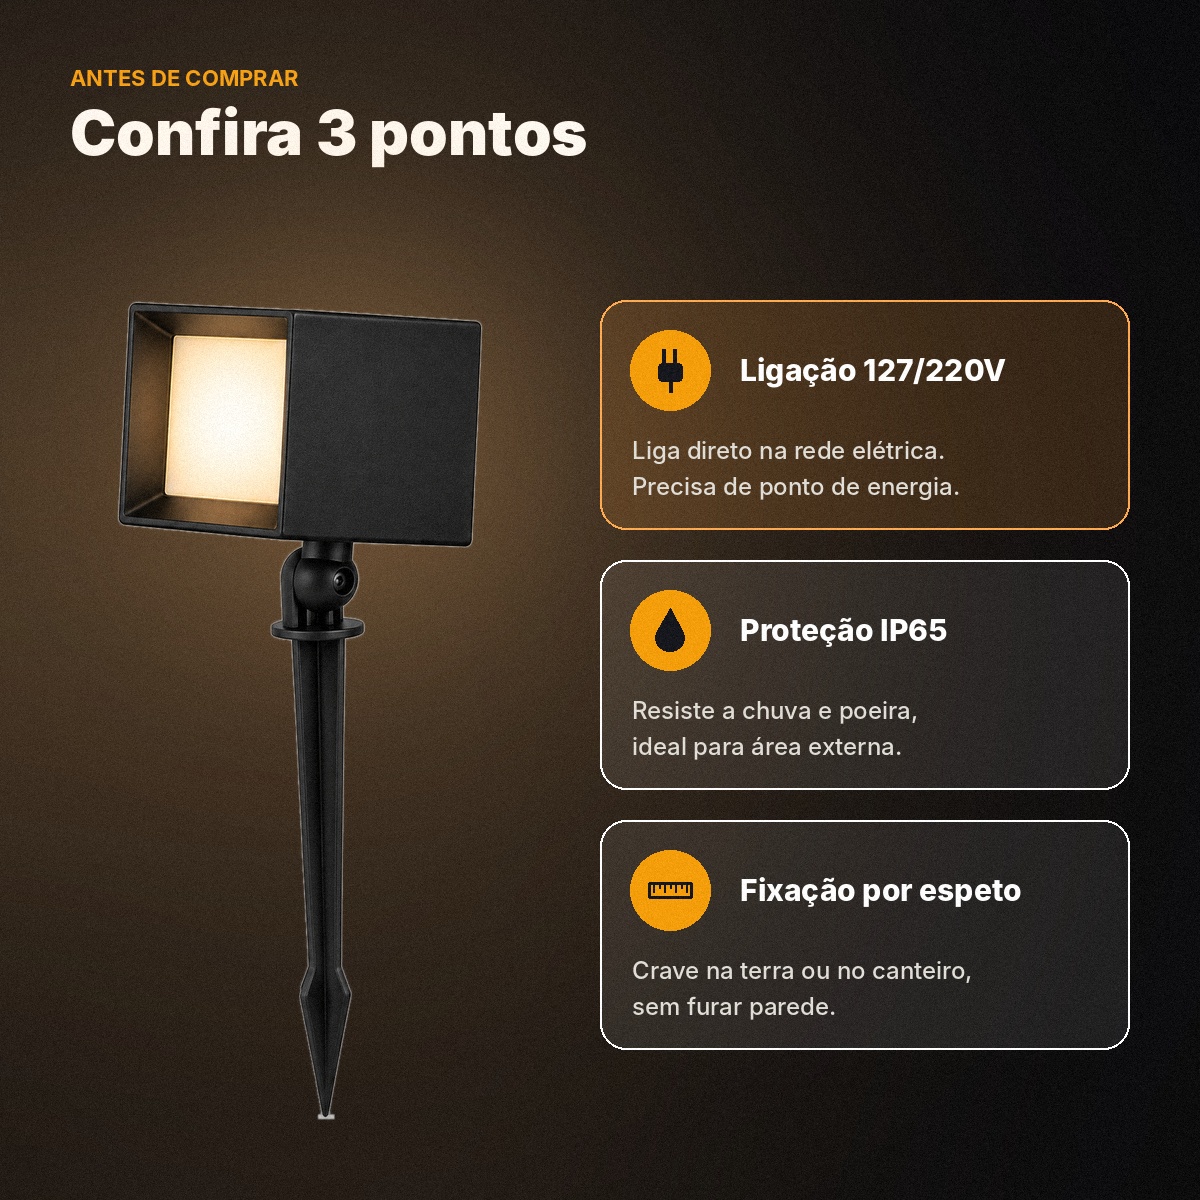 ANTES DE COMPRAR
Confira 3 pontos
Ligação 127/220V
Liga direto na rede elétrica.
Precisa de ponto de energia.
Proteção IP65
Resiste a chuva e poeira,
ideal para área externa.
Fixação por espeto
Crave na terra ou no canteiro,
sem furar parede.